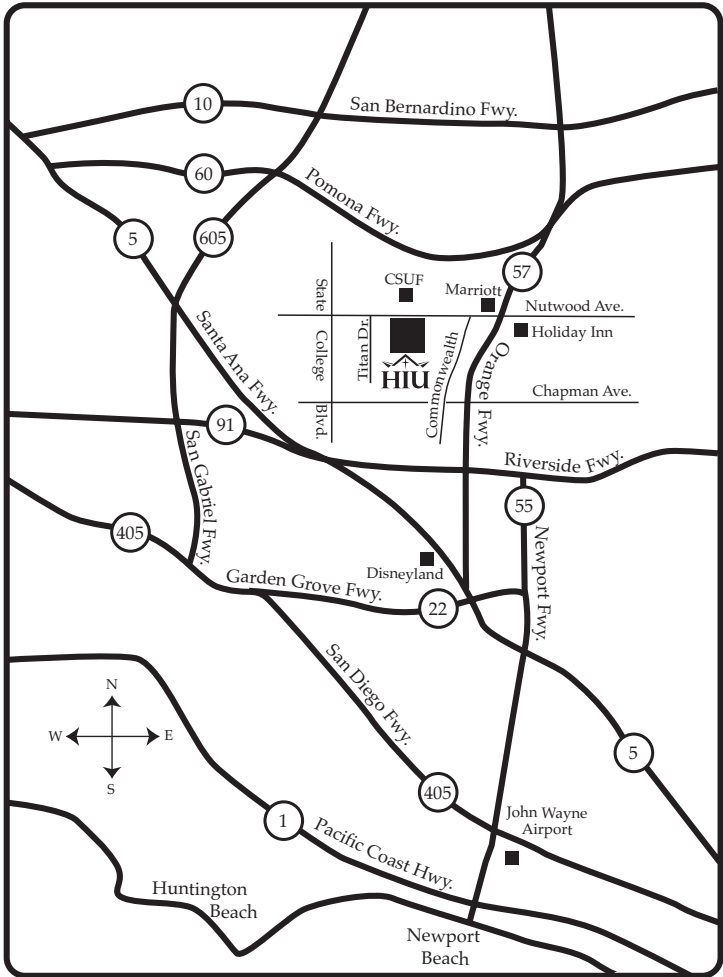 10
San Bernardino Fwy.
60
Pomona Fwy.
5
605
57
State
College
Blvd.
CSUF
Marriott
Nutwood Ave.
Titan Dr.
HIU
Commonwealth
Holiday Inn
Orange Fwy.
Chapman Ave.
Santa Ana Fwy.
91
San Gabriel Fwy.
Riverside Fwy.
55
405
Disneyland
Newport Fwy.
Garden Grove Fwy.
22
San Diego Fwy.
N
W
E
S
5
405
1
John Wayne
Airport
Pacific Coast Hwy.
Huntington
Beach
Newport
Beach